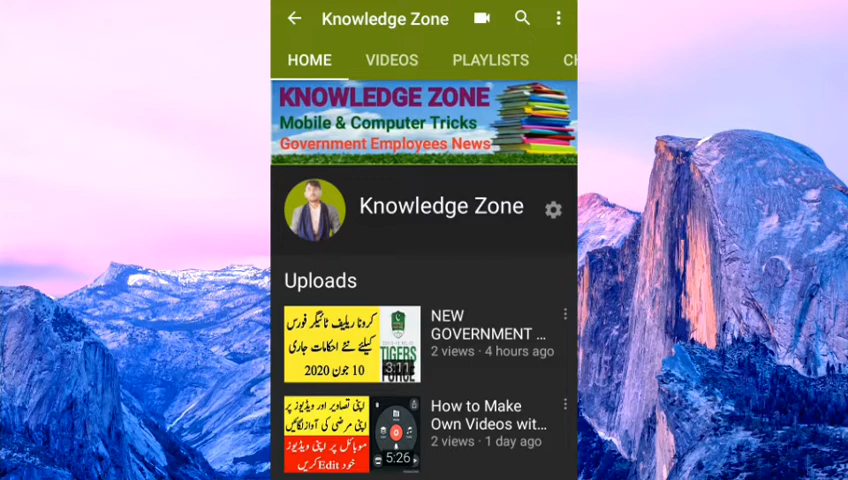 Knowledge Zone
HOME VIDEOS PLAYLISTS CH
KNOWLEDGE ZONE
Mobile & Computer Tricks
Government Employees News
Knowledge Zone
Uploads
کرونا ریلیف ٹائیگر فورس
کیلئے نئے احکامات جاری
10 جون 2020
TIGERS
FORCE
3:11
NEW
GOVERNMENT ...
2 views · 4 hours ago
اپنی تصاویر اور ویڈیوز پر
اپنی مرضی کی آواز لگائیں
موبائل پر اپنی ویڈیوز
خود Edit کریں
5:26
How to Make
Own Videos wit...
2 views · 1 day ago